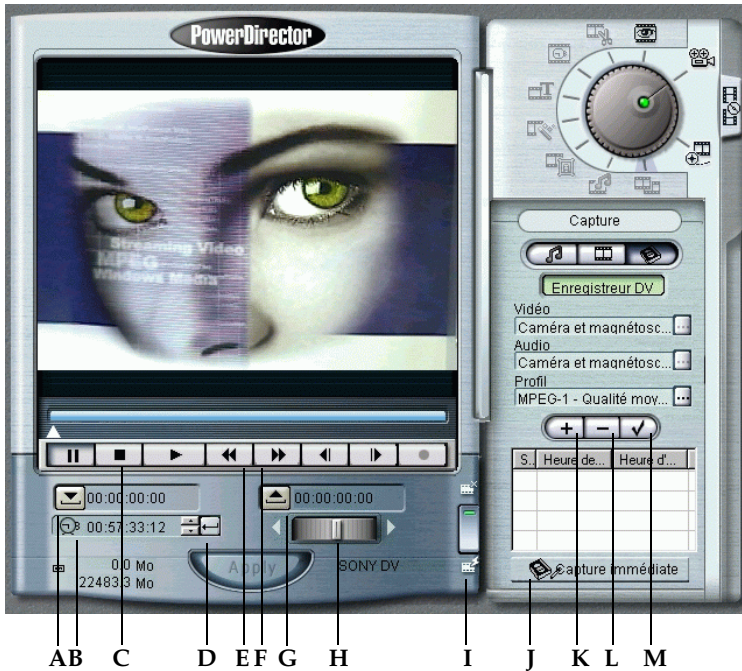 PowerDirector
Streaming Video
MPEG
Windows Media
Capture
Enregistreur DV
Vidéo
Caméra et magnétosc...
Audio
Caméra et magnétosc...
Profil
MPEG-1 - Qualité moy...
S.. Heure de... Heure d'...
00:00:00:00 00:00:00:00
00:57:33:12
0.0 Mo
22483.3 Mo
Apply
SONY DV
Capture immédiate
A B C D E F G H I J K L M